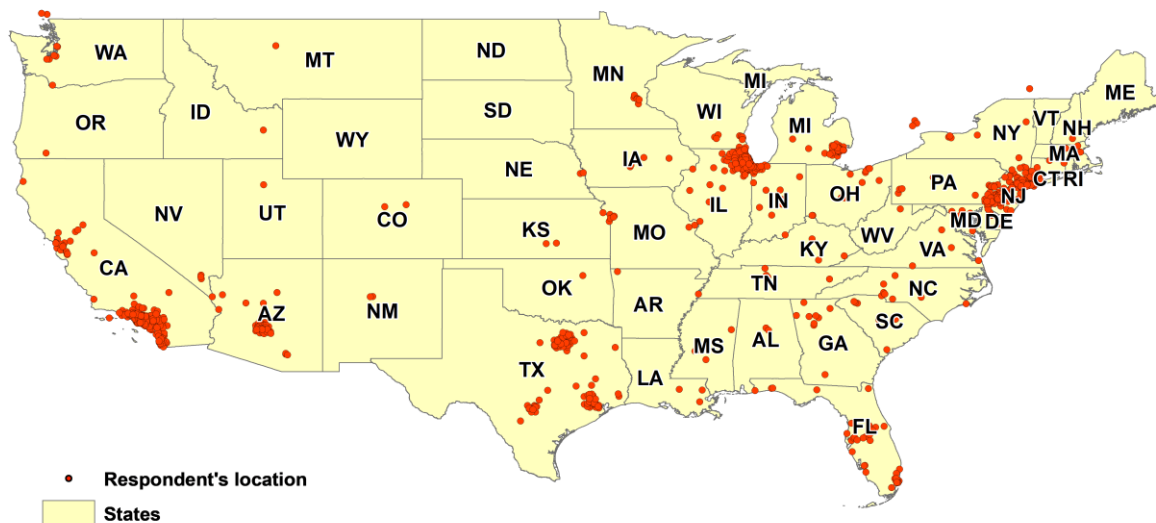 WA
MT
ND
MN
MI
ME
OR
ID
SD
WI
MI
NY
VT
NH
MA
WY
IA
NE
PA
CT
RI
NJ
NV
UT
CO
IL
IN
OH
MD
DE
KS
MO
WV
VA
KY
CA
AZ
NM
OK
AR
TN
NC
SC
TX
LA
MS
AL
GA
FL
Respondent's location
States